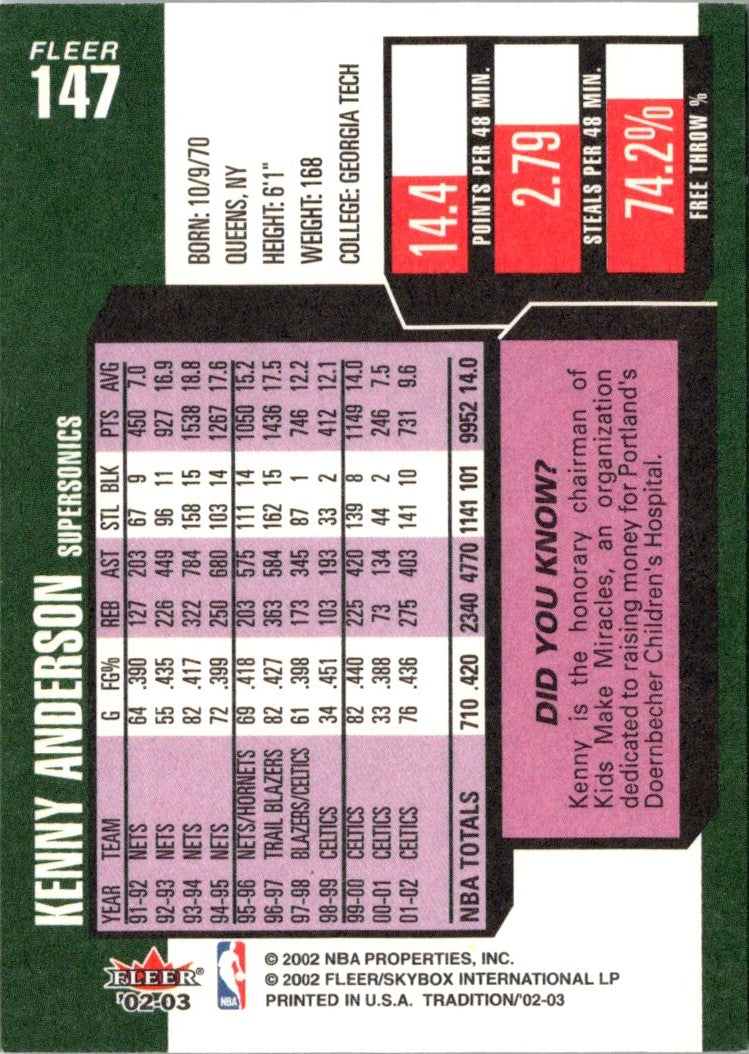 FLEER
147
KENNY ANDERSON SUPERSONICS
BORN: 10/9/70
QUEENS, NY
HEIGHT: 6'1"
WEIGHT: 168
COLLEGE: GEORGIA TECH
14.4
POINTS PER 48 MIN.
2.79
STEALS PER 48 MIN.
74.2%
FREE THROW %
YEAR TEAM G FG% REB AST STL BLK PTS AVG
91-92 NETS 64 .390 127 203 67 9 450 7.0
92-93 NETS 55 .435 226 449 96 11 927 16.9
93-94 NETS 82 .417 322 784 158 15 1538 18.8
94-95 NETS 72 .399 250 680 103 14 1267 17.6
95-96 NETS/HORNETS 69 .418 203 575 111 14 1050 15.2
96-97 TRAIL BLAZERS 82 .427 363 584 162 15 1436 17.5
97-98 BLAZERS/CELTICS 61 .398 173 345 87 1 746 12.2
98-99 CELTICS 34 .451 103 193 33 2 412 12.1
99-00 CELTICS 82 .440 225 420 139 8 1149 14.0
00-01 CELTICS 33 .388 73 134 44 2 246 7.5
01-02 CELTICS 76 .436 275 403 141 10 731 9.6
NBA TOTALS 710 .420 2340 4770 1141 101 9952 14.0
DID YOU KNOW?
Kenny is the honorary chairman of
Kids Make Miracles, an organization
dedicated to raising money for Portland's
Doernbecher Children's Hospital.
FLEER®
'02-03
NBA
© 2002 NBA PROPERTIES, INC.
© 2002 FLEER/SKYBOX INTERNATIONAL LP
PRINTED IN U.S.A. TRADITION/'02-03